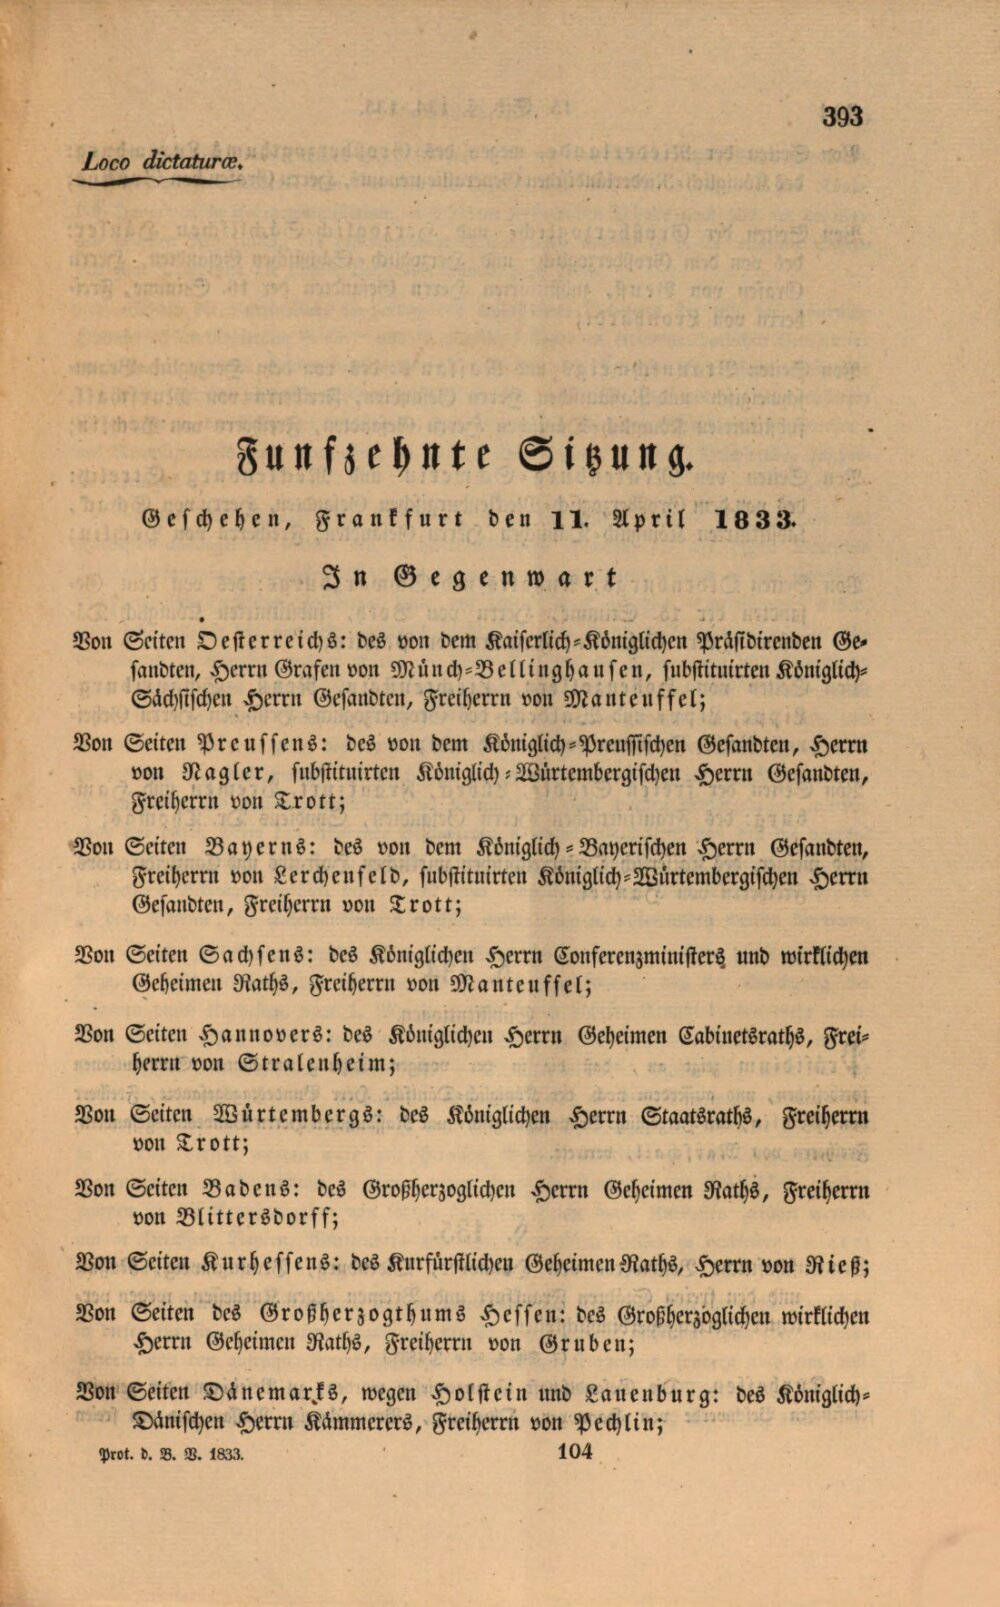 393
Loco dictaturæ.
Funfzehnte Sitzung.
Geschehen, Frankfurt den 11. April 1833.
In Gegenwart
Von Seiten Oesterreichs: des von dem Kaiserlich-Königlichen Präsidirenden Ge-
sandten, Herrn Grafen von Münch-Bellinghausen, substituirten Königlich-
Sächsischen Herrn Gesandten, Freiherrn von Manteuffel;
Von Seiten Preussens: des von dem Königlich-Preussischen Gesandten, Herrn
von Nagler, substituirten Königlich-Würtembergischen Herrn Gesandten,
Freiherrn von Trott;
Von Seiten Bayerns: des von dem Königlich-Bayerischen Herrn Gesandten,
Freiherrn von Lerchenfeld, substituirten Königlich-Würtembergischen Herrn
Gesandten, Freiherrn von Trott;
Von Seiten Sachsens: des Königlichen Herrn Conferenzministers und wirklichen
Geheimen Raths, Freiherrn von Manteuffel;
Von Seiten Hannovers: des Königlichen Herrn Geheimen Cabinetsraths, Frei-
herrn von Stralenheim;
Von Seiten Würtembergs: des Königlichen Herrn Staatsraths, Freiherrn
von Trott;
Von Seiten Badens: des Großherzoglichen Herrn Geheimen Raths, Freiherrn
von Blittersdorff;
Von Seiten Kurhessens: des Kurfürstlichen Geheimen Raths, Herrn von Rieß;
Von Seiten des Großherzogthums Hessen: des Großherzoglichen wirklichen
Herrn Geheimen Raths, Freiherrn von Gruben;
Von Seiten Dänemarks, wegen Holstein und Lauenburg: des Königlich-
Dänischen Herrn Kämmerers, Freiherrn von Pechlin;
Prot. d. B. V. 1833.
104